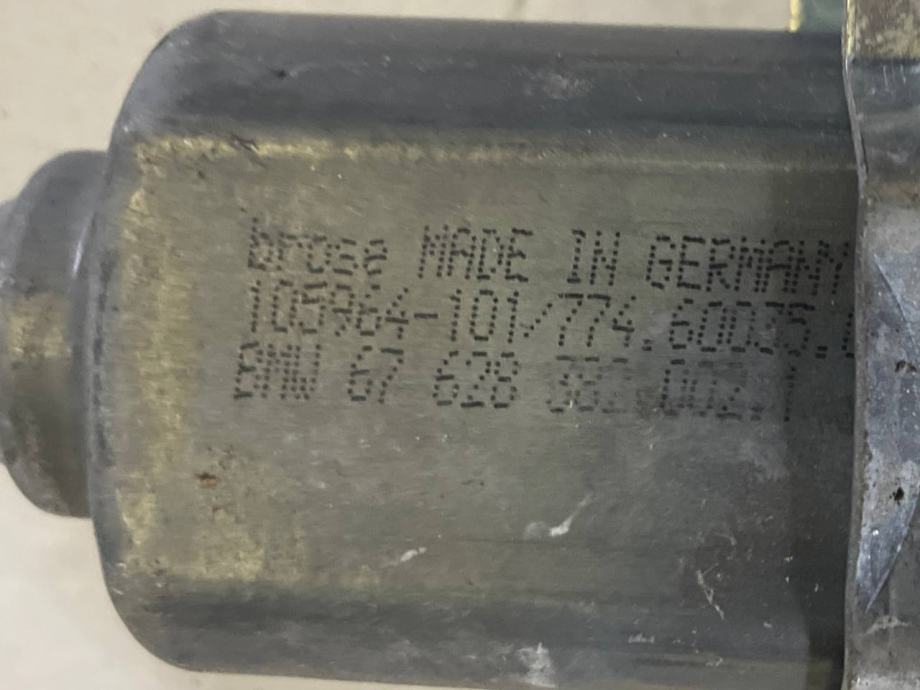 Brose MADE IN GERMANY
105964-101/774.60035.
BMW 67 628